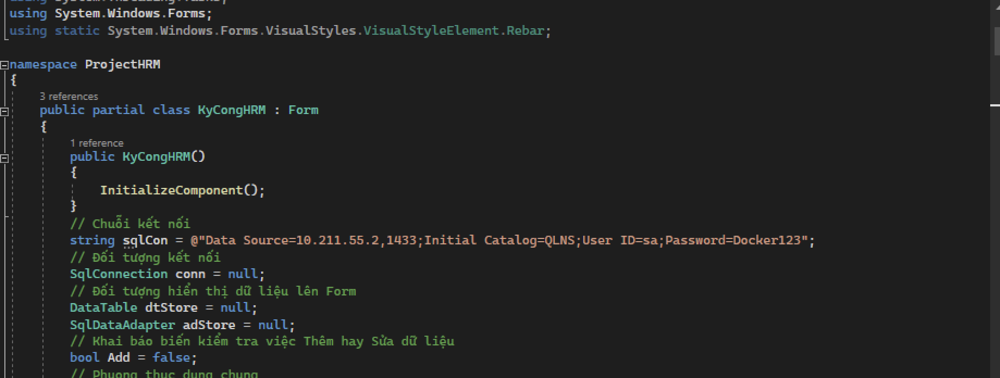 using System.Windows.Forms;
using static System.Windows.Forms.VisualStyles.VisualStyleElement.Rebar;
namespace ProjectHRM
{
3 references
public partial class KyCongHRM : Form
{
1 reference
public KyCongHRM()
{
InitializeComponent();
}
// Chuỗi kết nối
string sqlCon = @"Data Source=10.211.55.2,1433;Initial Catalog=QLNS;User ID=sa;Password=Docker123";
// Đối tượng kết nối
SqlConnection conn = null;
// Đối tượng hiển thị dữ liệu lên Form
DataTable dtStore = null;
SqlDataAdapter adStore = null;
// Khai báo biến kiểm tra việc Thêm hay Sửa dữ liệu
bool Add = false;
// Phuong thuc dung chung